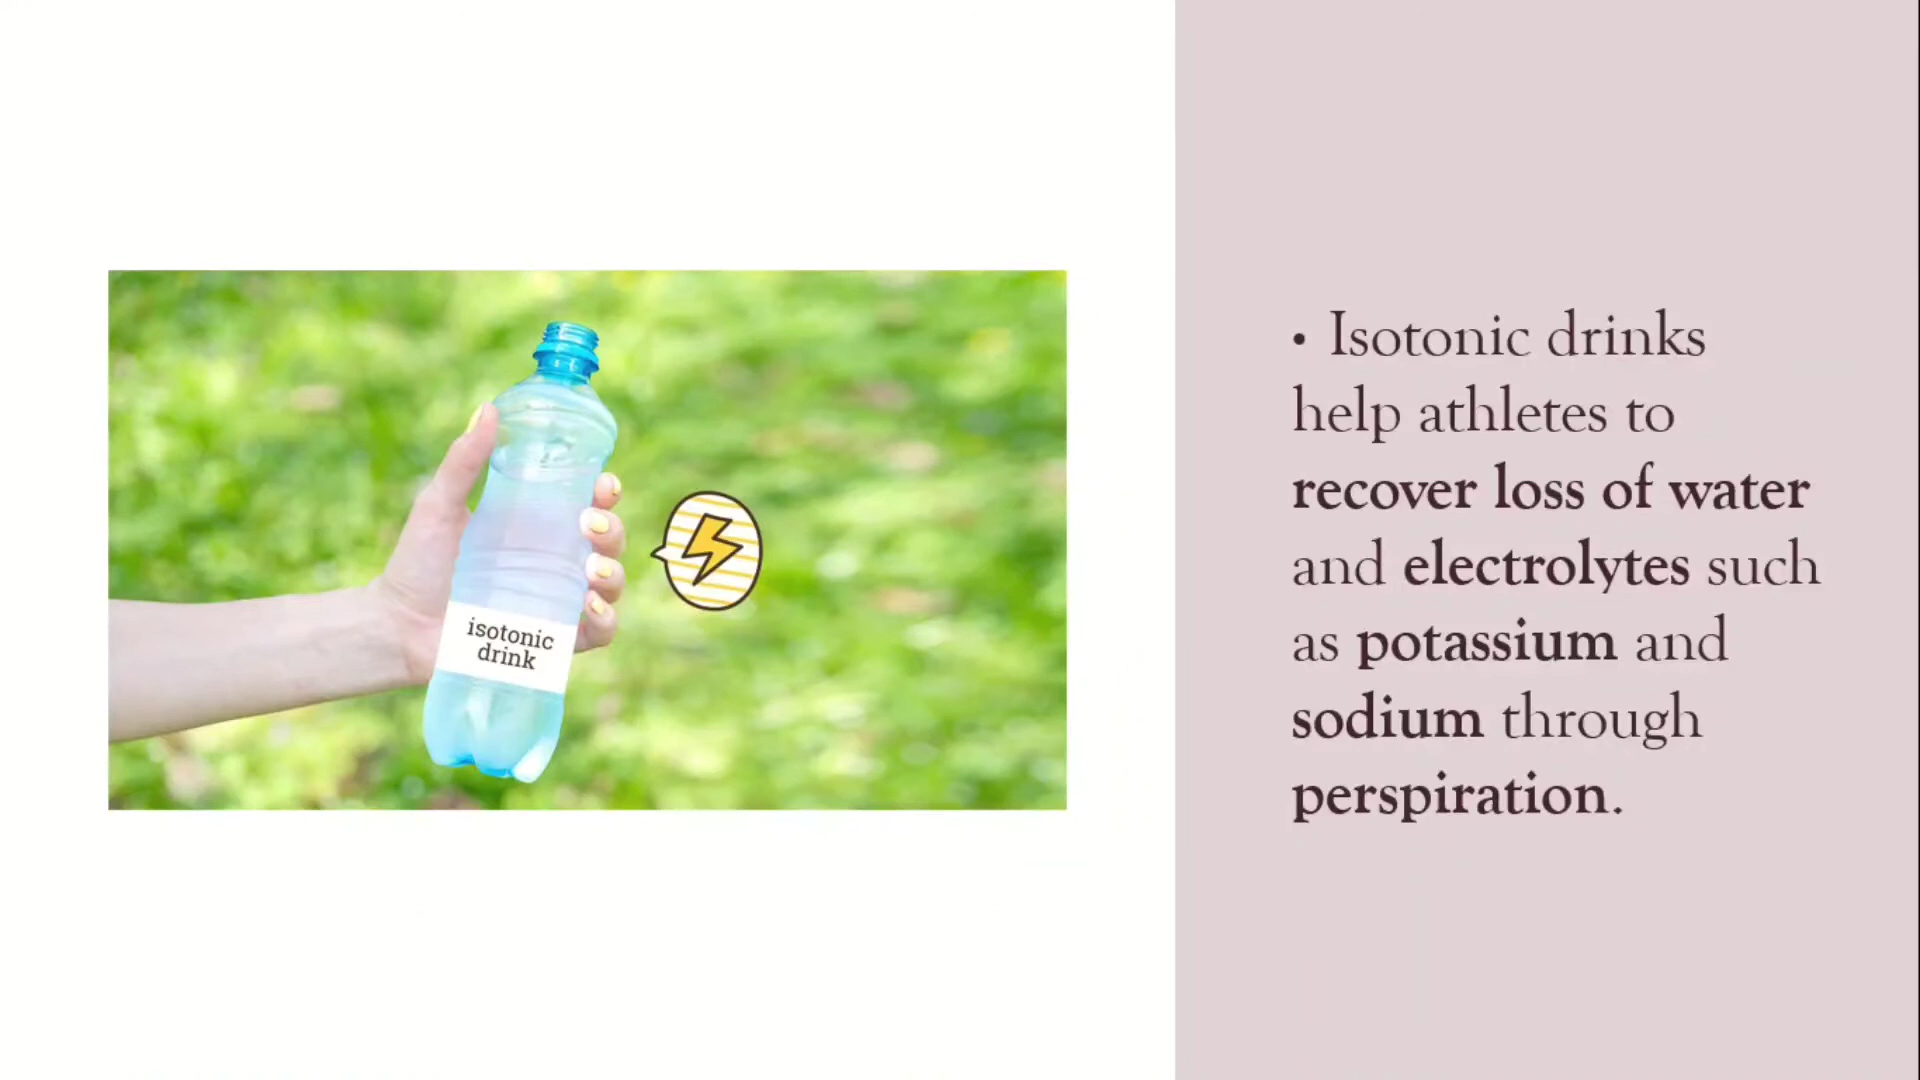 isotonic
drink
• Isotonic drinks
help athletes to
recover loss of water
and electrolytes such
as potassium and
sodium through
perspiration.